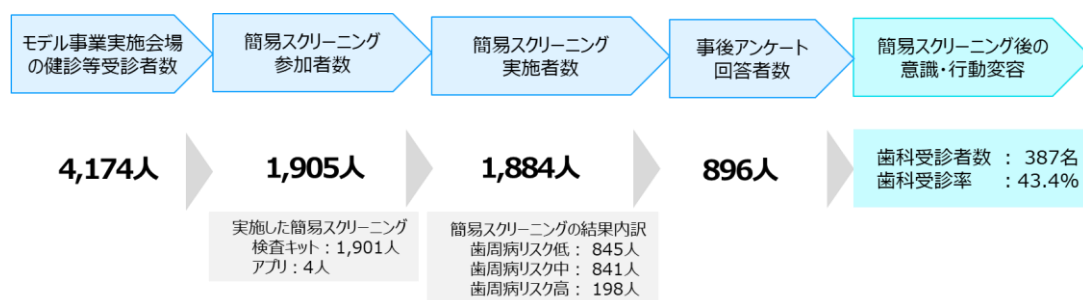 モデル事業実施会場
の健診等受診者数
簡易スクリーニング
参加者数
簡易スクリーニング
実施者数
事後アンケート
回答者数
簡易スクリーニング後の
意識・行動変容
4,174人
1,905人
1,884人
896人
歯科受診者数 : 387名
歯科受診率 : 43.4%
実施した簡易スクリーニング
検査キット:1,901人
アプリ:4人
簡易スクリーニングの結果内訳
歯周病リスク低: 845人
歯周病リスク中: 841人
歯周病リスク高: 198人